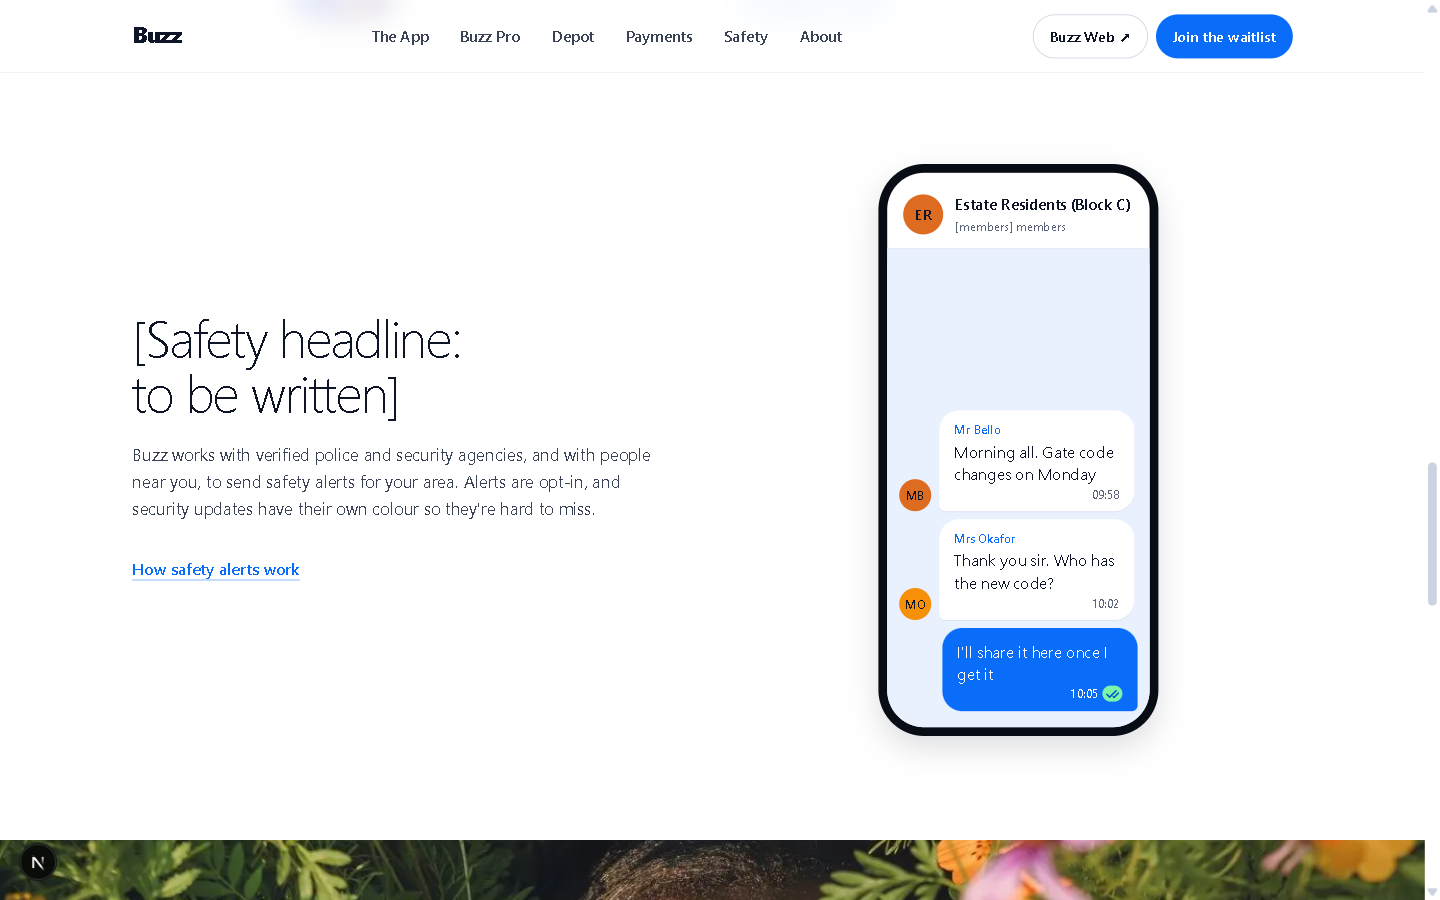 Buzz
The App
Buzz Pro
Depot
Payments
Safety
About
Buzz Web ↗
Join the waitlist
[Safety headline:
to be written]
Buzz works with verified police and security agencies, and with people
near you, to send safety alerts for your area. Alerts are opt-in, and
security updates have their own colour so they're hard to miss.
How safety alerts work
ER
Estate Residents (Block C)
[members] members
Mr Bello
Morning all. Gate code
changes on Monday
09:58
MB
Mrs Okafor
Thank you sir. Who has
the new code?
10:02
MO
I'll share it here once I
get it
10:05
N